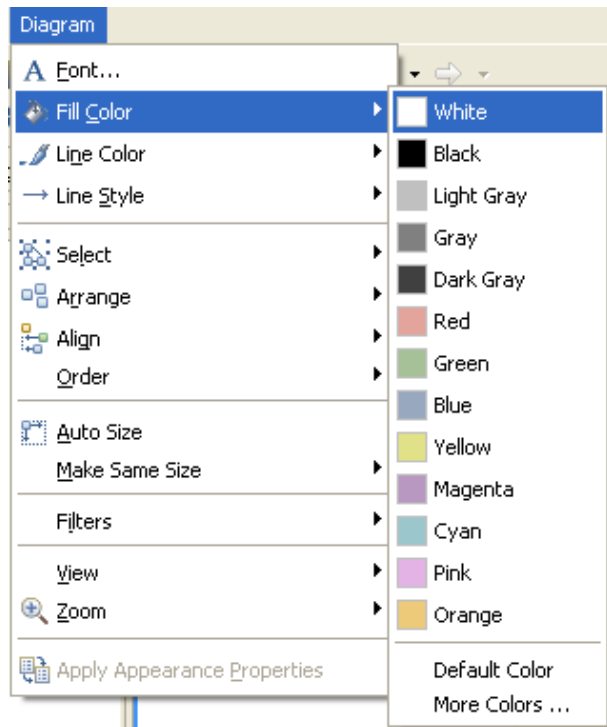 Diagram
Font...
Fill Color
Line Color
Line Style
Select
Arrange
Align
Order
Auto Size
Make Same Size
Filters
View
Zoom
Apply Appearance Properties
White
Black
Light Gray
Gray
Dark Gray
Red
Green
Blue
Yellow
Magenta
Cyan
Pink
Orange
Default Color
More Colors ...